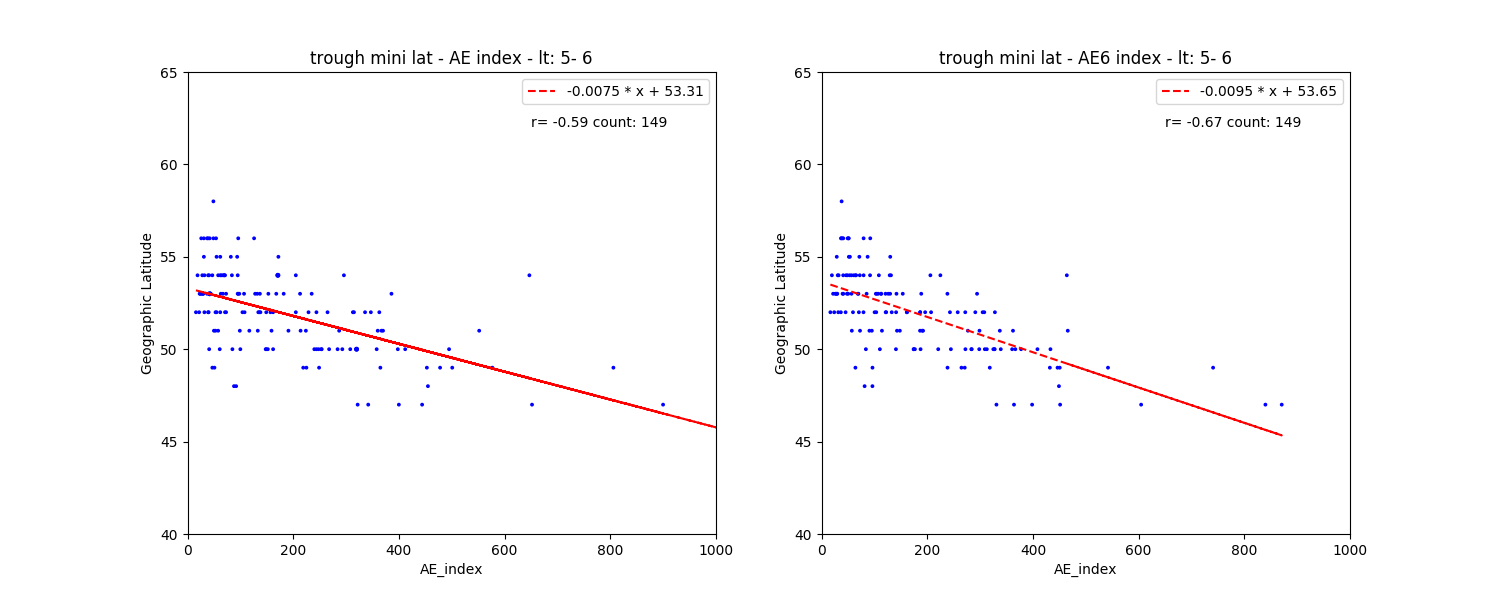 trough mini lat - AE index - lt: 5- 6
-0.0075 * x + 53.31
r= -0.59 count: 149
Geographic Latitude
65
60
55
50
45
40
0 200 400 600 800 1000
AE_index
trough mini lat - AE6 index - lt: 5- 6
-0.0095 * x + 53.65
r= -0.67 count: 149
Geographic Latitude
65
60
55
50
45
40
0 200 400 600 800 1000
AE_index